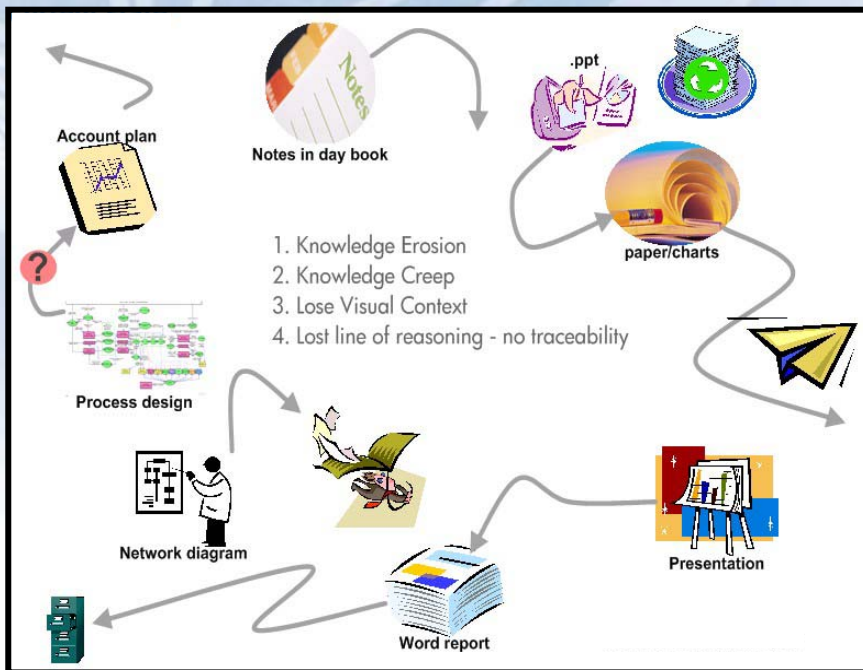 .ppt
Notes
Account plan
Notes in day book
paper/charts
?
1. Knowledge Erosion
2. Knowledge Creep
3. Lose Visual Context
4. Lost line of reasoning - no traceability
Process design
Network diagram
Presentation
Word report